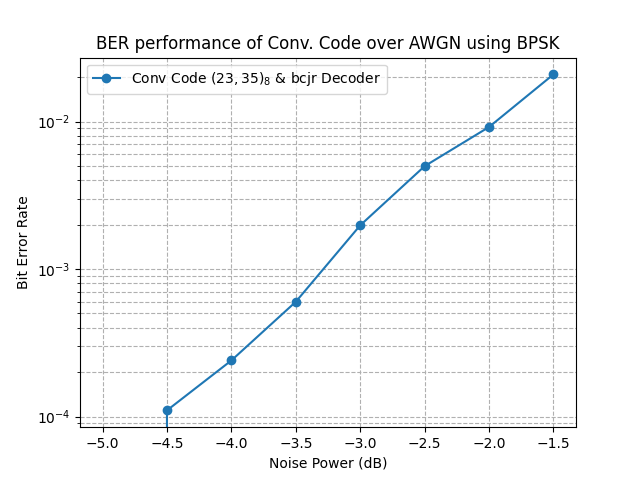 BER performance of Conv. Code over AWGN using BPSK
Conv Code (23, 35)₈ & bcjr Decoder
Bit Error Rate
10⁻²
10⁻³
10⁻⁴
−5.0 −4.5 −4.0 −3.5 −3.0 −2.5 −2.0 −1.5
Noise Power (dB)